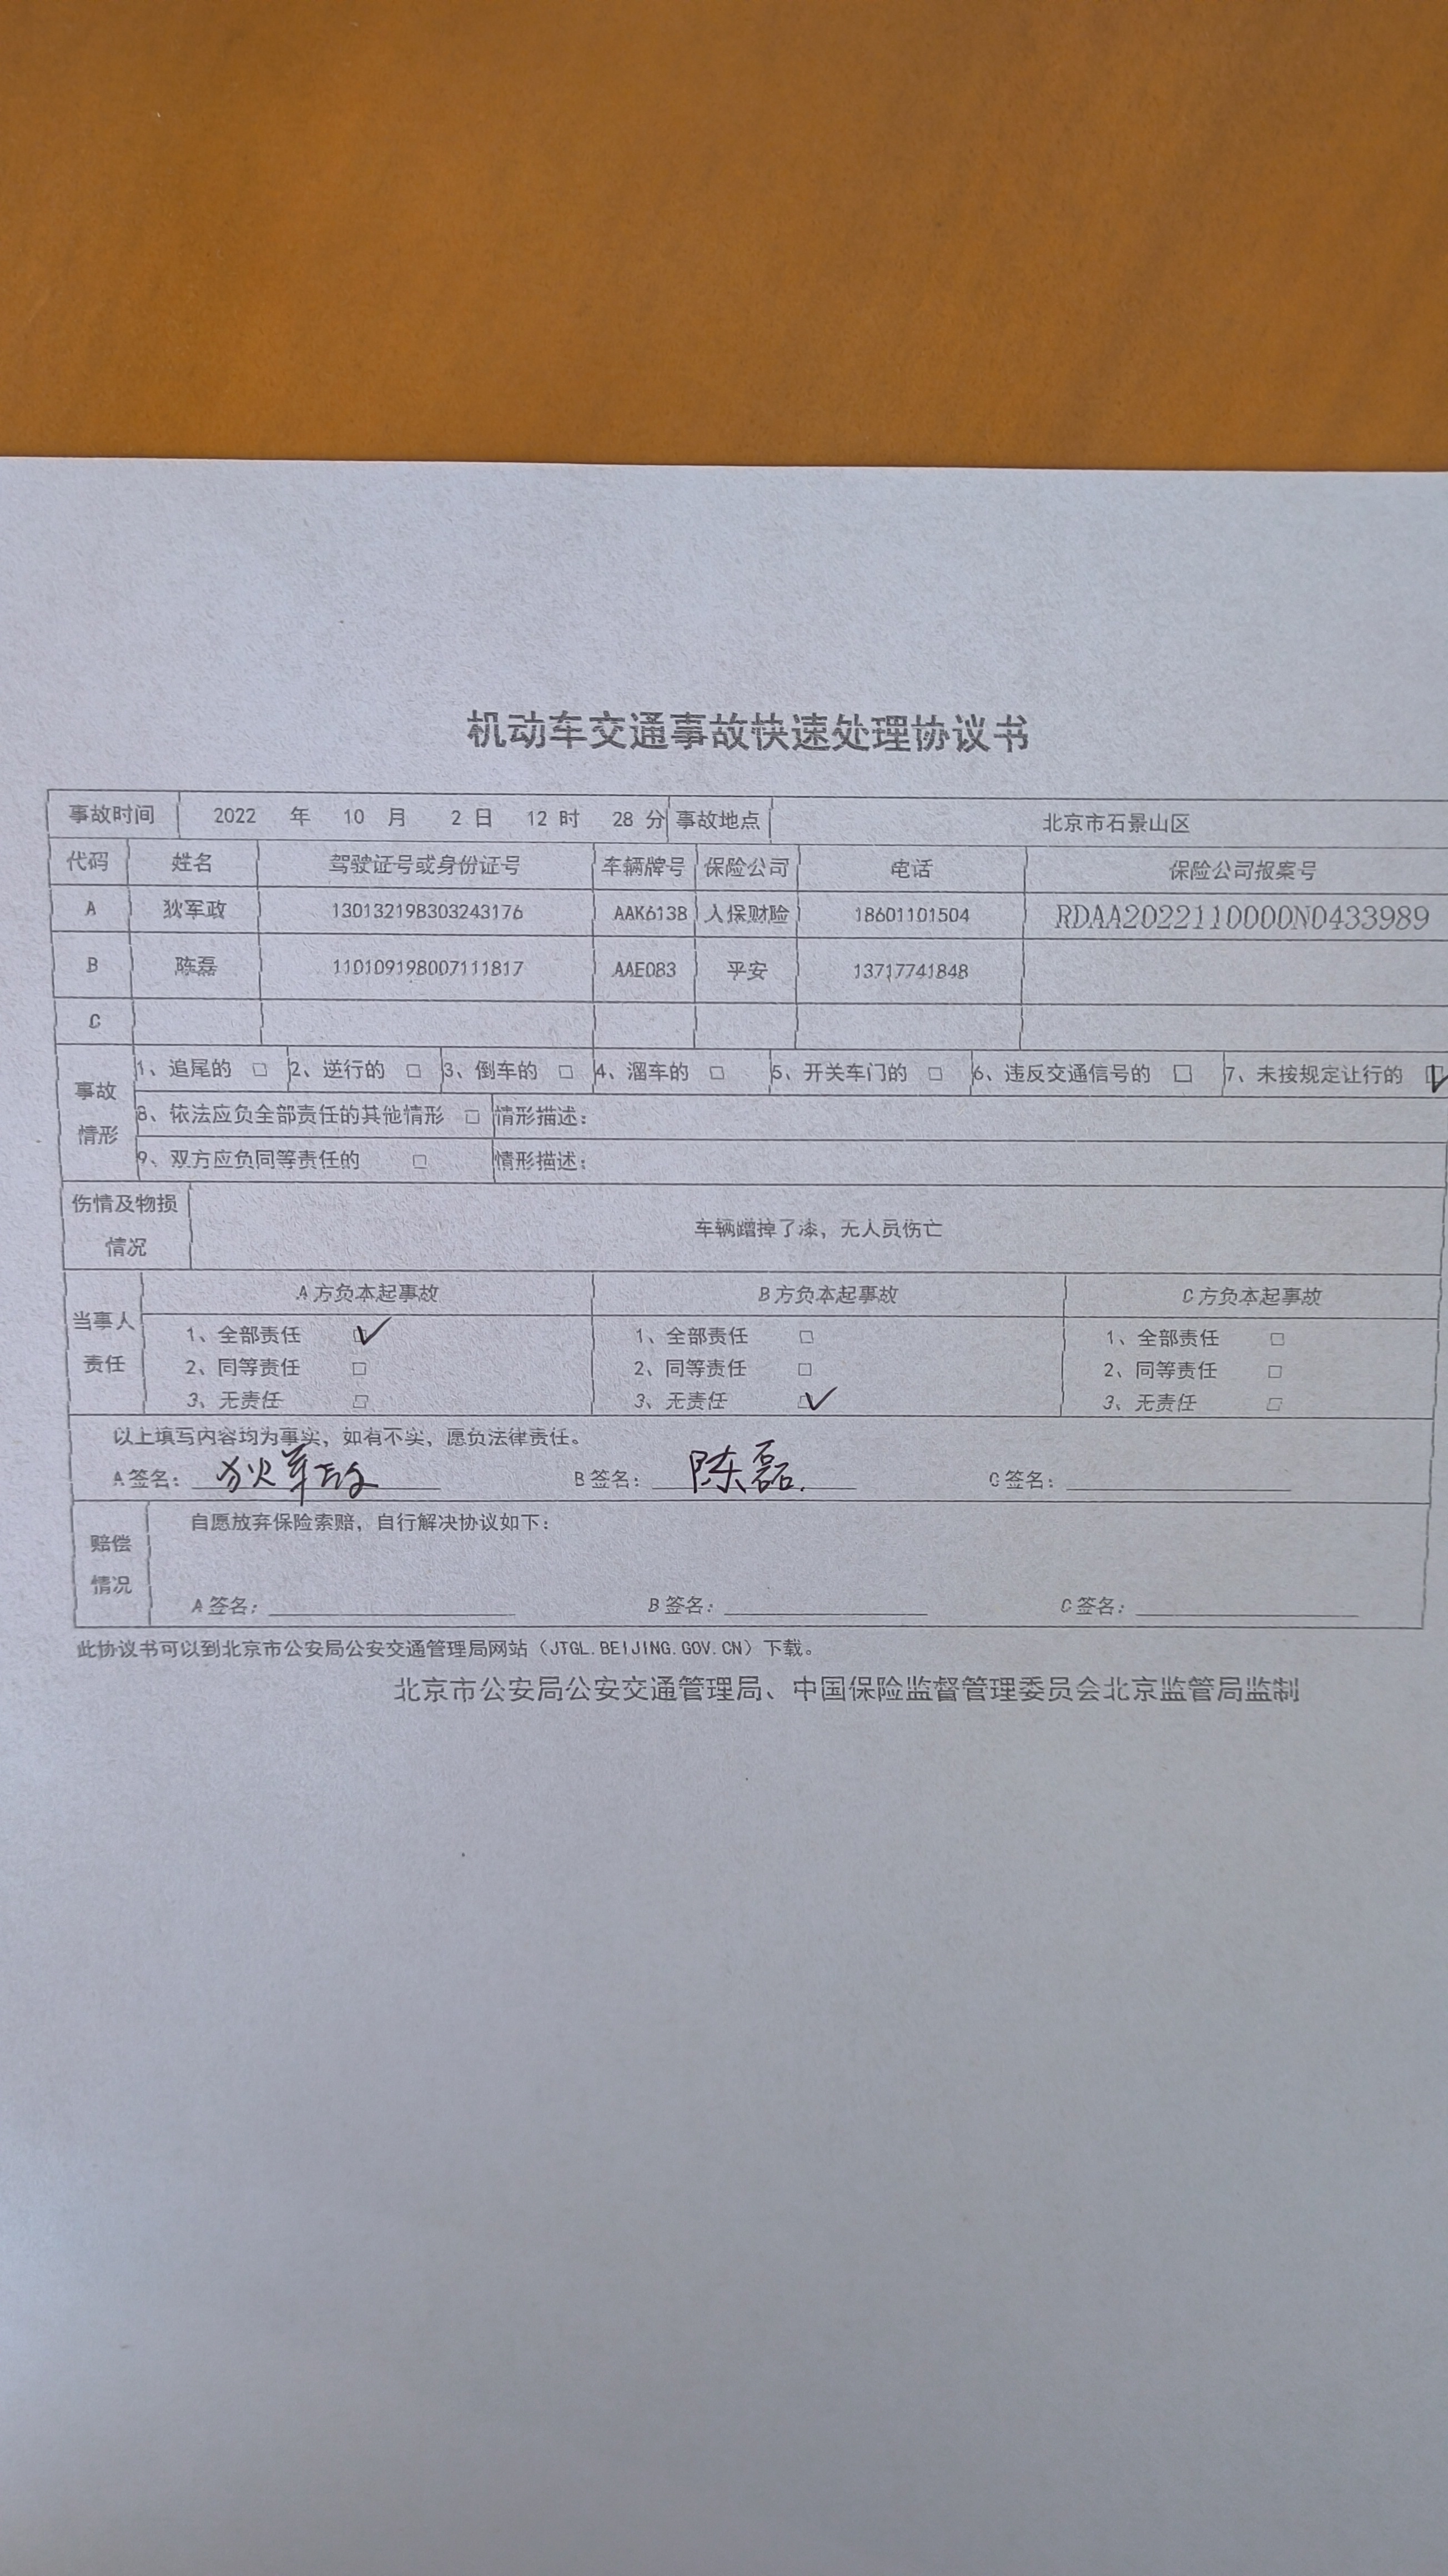 机动车交通事故快速处理协议书
事故时间 2022 年 10 月 2 日 12 时 28 分 事故地点 北京市石景山区
代码 姓名 驾驶证号或身份证号 车辆牌号 保险公司 电话 保险公司报案号
A 狄军政 130132198303243176 AAK6138 人保财险 18601101504 RDAA2022110000N0433989
B 陈磊 110109198007111817 AAE083 平安 13717741848
C
事故情形
1、追尾的 □ 2、逆行的 □ 3、倒车的 □ 4、溜车的 □ 5、开关车门的 □ 6、违反交通信号的 □ 7、未按规定让行的 ☑
8、依法应负全部责任的其他情形 □ 情形描述:
9、双方应负同等责任的 □ 情形描述:
伤情及物损情况 车辆蹭掉了漆，无人员伤亡
当事人责任
A方负本起事故 B方负本起事故 C方负本起事故
1、全部责任 ☑ 1、全部责任 □ 1、全部责任 □
2、同等责任 □ 2、同等责任 □ 2、同等责任 □
3、无责任 □ 3、无责任 ☑ 3、无责任 □
以上填写内容均为事实，如有不实，愿负法律责任。
A签名: 狄军政 B签名: 陈磊. C签名:
赔偿情况
自愿放弃保险索赔，自行解决协议如下:
A签名: B签名: C签名:
此协议书可以到北京市公安局公安交通管理局网站（JTGL.BEIJING.GOV.CN）下载。
北京市公安局公安交通管理局、中国保险监督管理委员会北京监管局监制